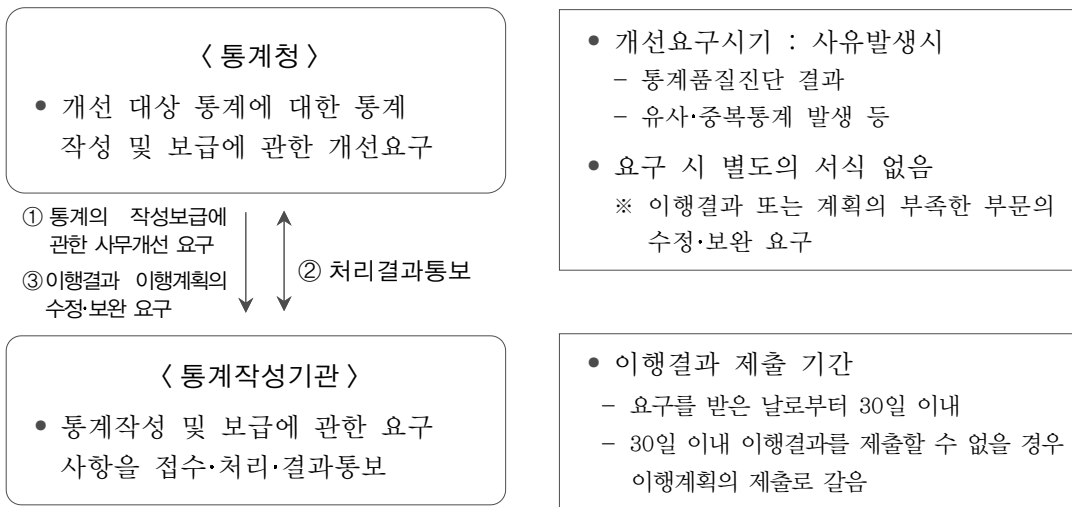 〈 통계청 〉
• 개선 대상 통계에 대한 통계
작성 및 보급에 관한 개선요구
• 개선요구시기 : 사유발생시
− 통계품질진단 결과
− 유사·중복통계 발생 등
• 요구 시 별도의 서식 없음
※ 이행결과 또는 계획의 부족한 부문의
수정·보완 요구
① 통계의 작성보급에
관한 사무개선 요구
③ 이행결과 이행계획의
수정·보완 요구
② 처리결과통보
〈 통계작성기관 〉
• 통계작성 및 보급에 관한 요구
사항을 접수·처리·결과통보
• 이행결과 제출 기간
− 요구를 받은 날로부터 30일 이내
− 30일 이내 이행결과를 제출할 수 없을 경우
이행계획의 제출로 갈음